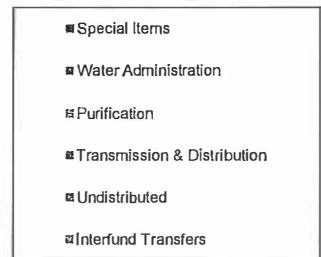 Special Items
Water Administration
Purification
Transmission & Distribution
Undistributed
Interfund Transfers